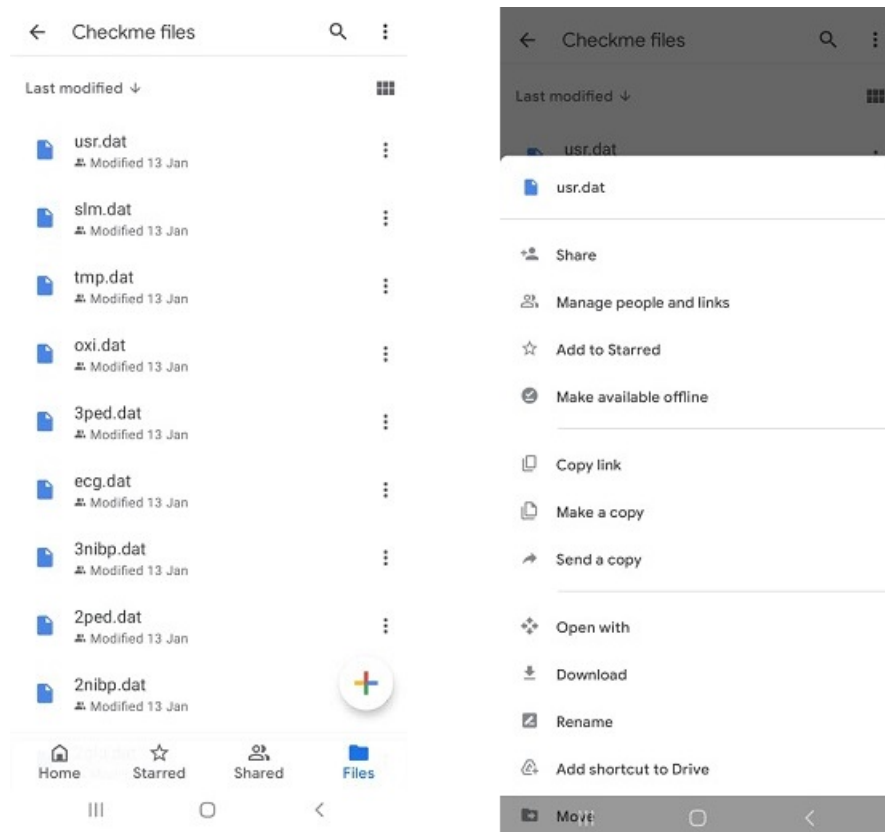 Checkme files
Last modified
usr.dat
Modified 13 Jan
slm.dat
Modified 13 Jan
tmp.dat
Modified 13 Jan
oxi.dat
Modified 13 Jan
3ped.dat
Modified 13 Jan
ecg.dat
Modified 13 Jan
3nibp.dat
Modified 13 Jan
2ped.dat
Modified 13 Jan
2nibp.dat
Modified 13 Jan
Home Starred Shared Files
Checkme files
Last modified
usr.dat
usr.dat
Share
Manage people and links
Add to Starred
Make available offline
Copy link
Make a copy
Send a copy
Open with
Download
Rename
Add shortcut to Drive
Move